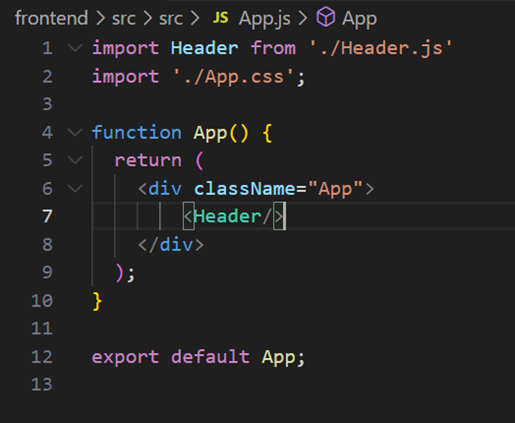 frontend > src > src > JS App.js > App
1 import Header from './Header.js'
2 import './App.css';
3
4 function App() {
5 return (
6 <div className="App">
7 <Header/>
8 </div>
9 );
10 }
11
12 export default App;
13